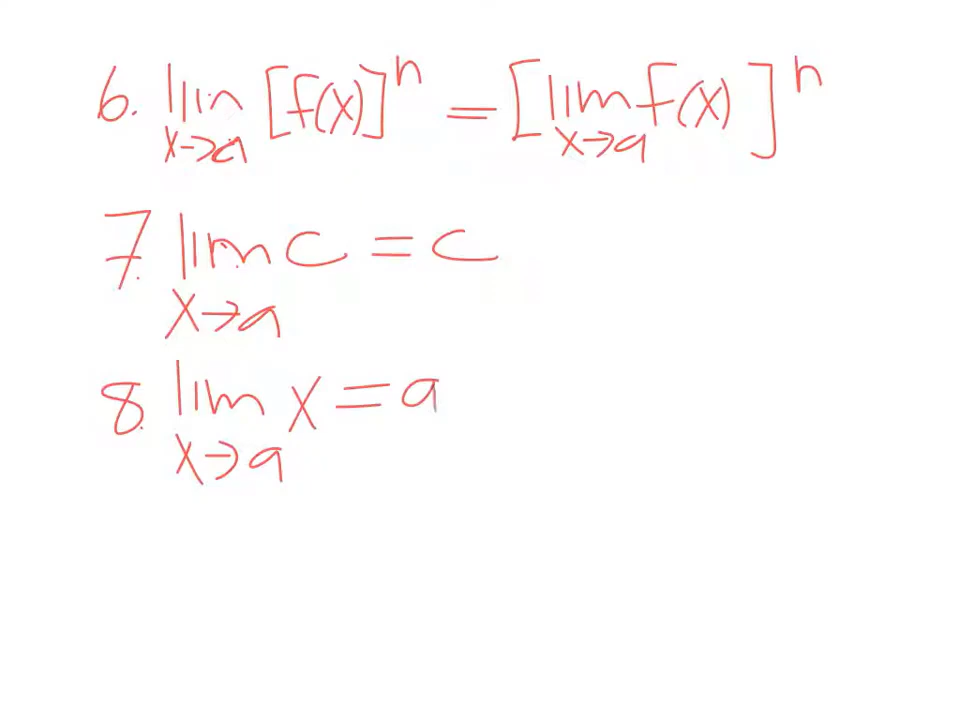 6. lim [f(x)]^n = [lim f(x)]^n
x→a x→a
7. lim c = c
x→a
8. lim x = a
x→a